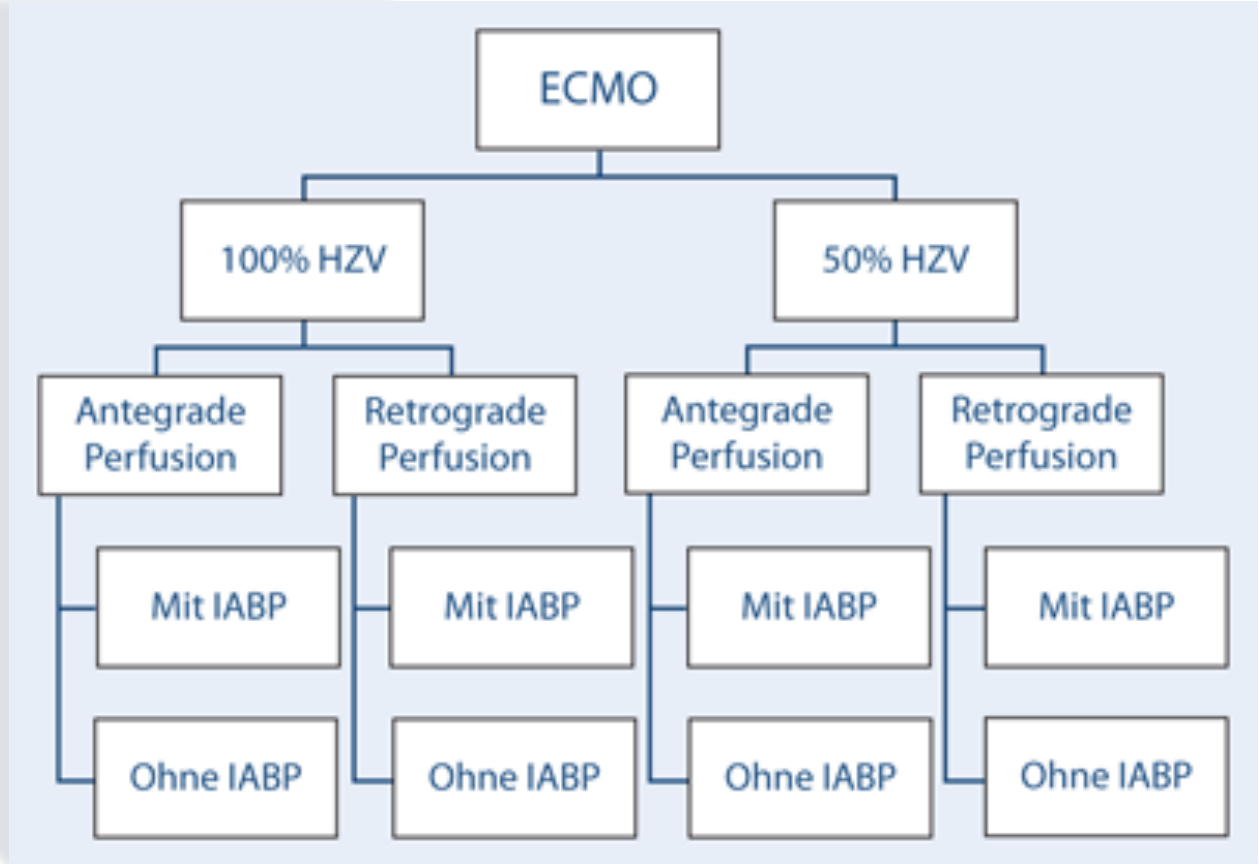 ECMO
100% HZV
50% HZV
Antegrade
Perfusion
Retrograde
Perfusion
Antegrade
Perfusion
Retrograde
Perfusion
Mit IABP
Mit IABP
Mit IABP
Mit IABP
Ohne IABP
Ohne IABP
Ohne IABP
Ohne IABP